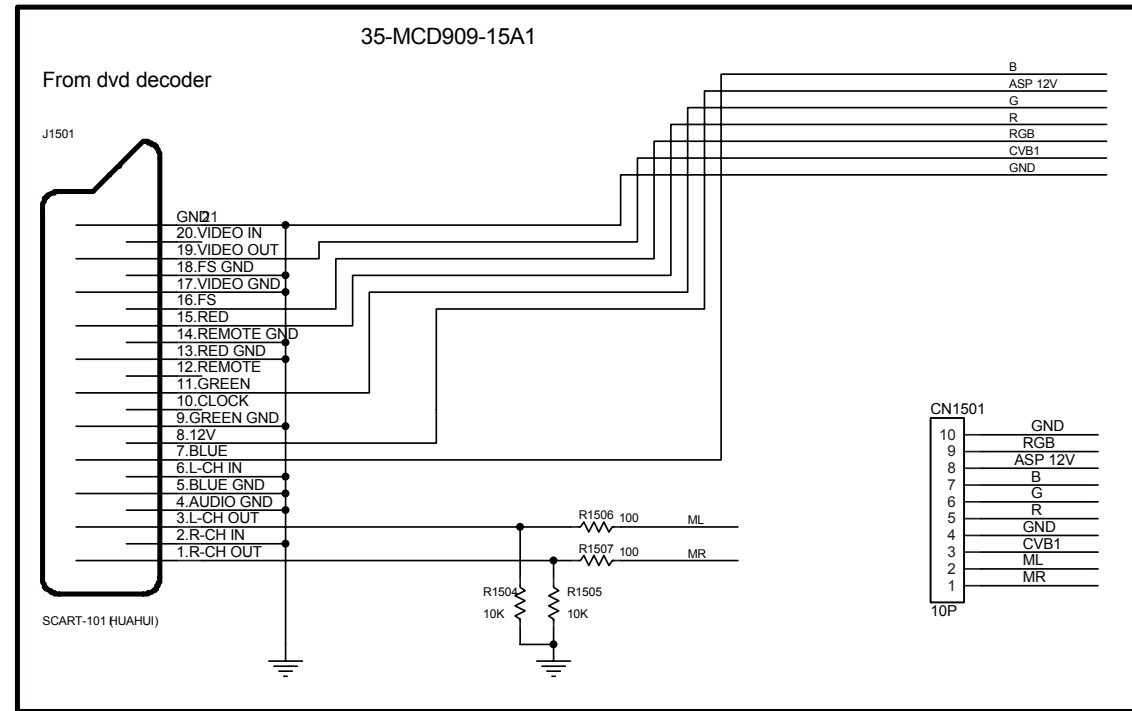 35-MCD909-15A1
From dvd decoder
J1501
B
ASP 12V
G
R
RGB
CVB1
GND
GND21
20.VIDEO IN
19.VIDEO OUT
18.FS GND
17.VIDEO GND
16.FS
15.RED
14.REMOTE GND
13.RED GND
12.REMOTE
11.GREEN
10.CLOCK
9.GREEN GND
8.12V
7.BLUE
6.L-CH IN
5.BLUE GND
4.AUDIO GND
3.L-CH OUT
2.R-CH IN
1.R-CH OUT
R1506 100 ML
R1507 100 MR
R1504 R1505
10K 10K
SCART-101 (HUAHUI)
CN1501
10 GND
9 RGB
8 ASP 12V
7 B
6 G
5 R
4 GND
3 CVB1
2 ML
1 MR
10P